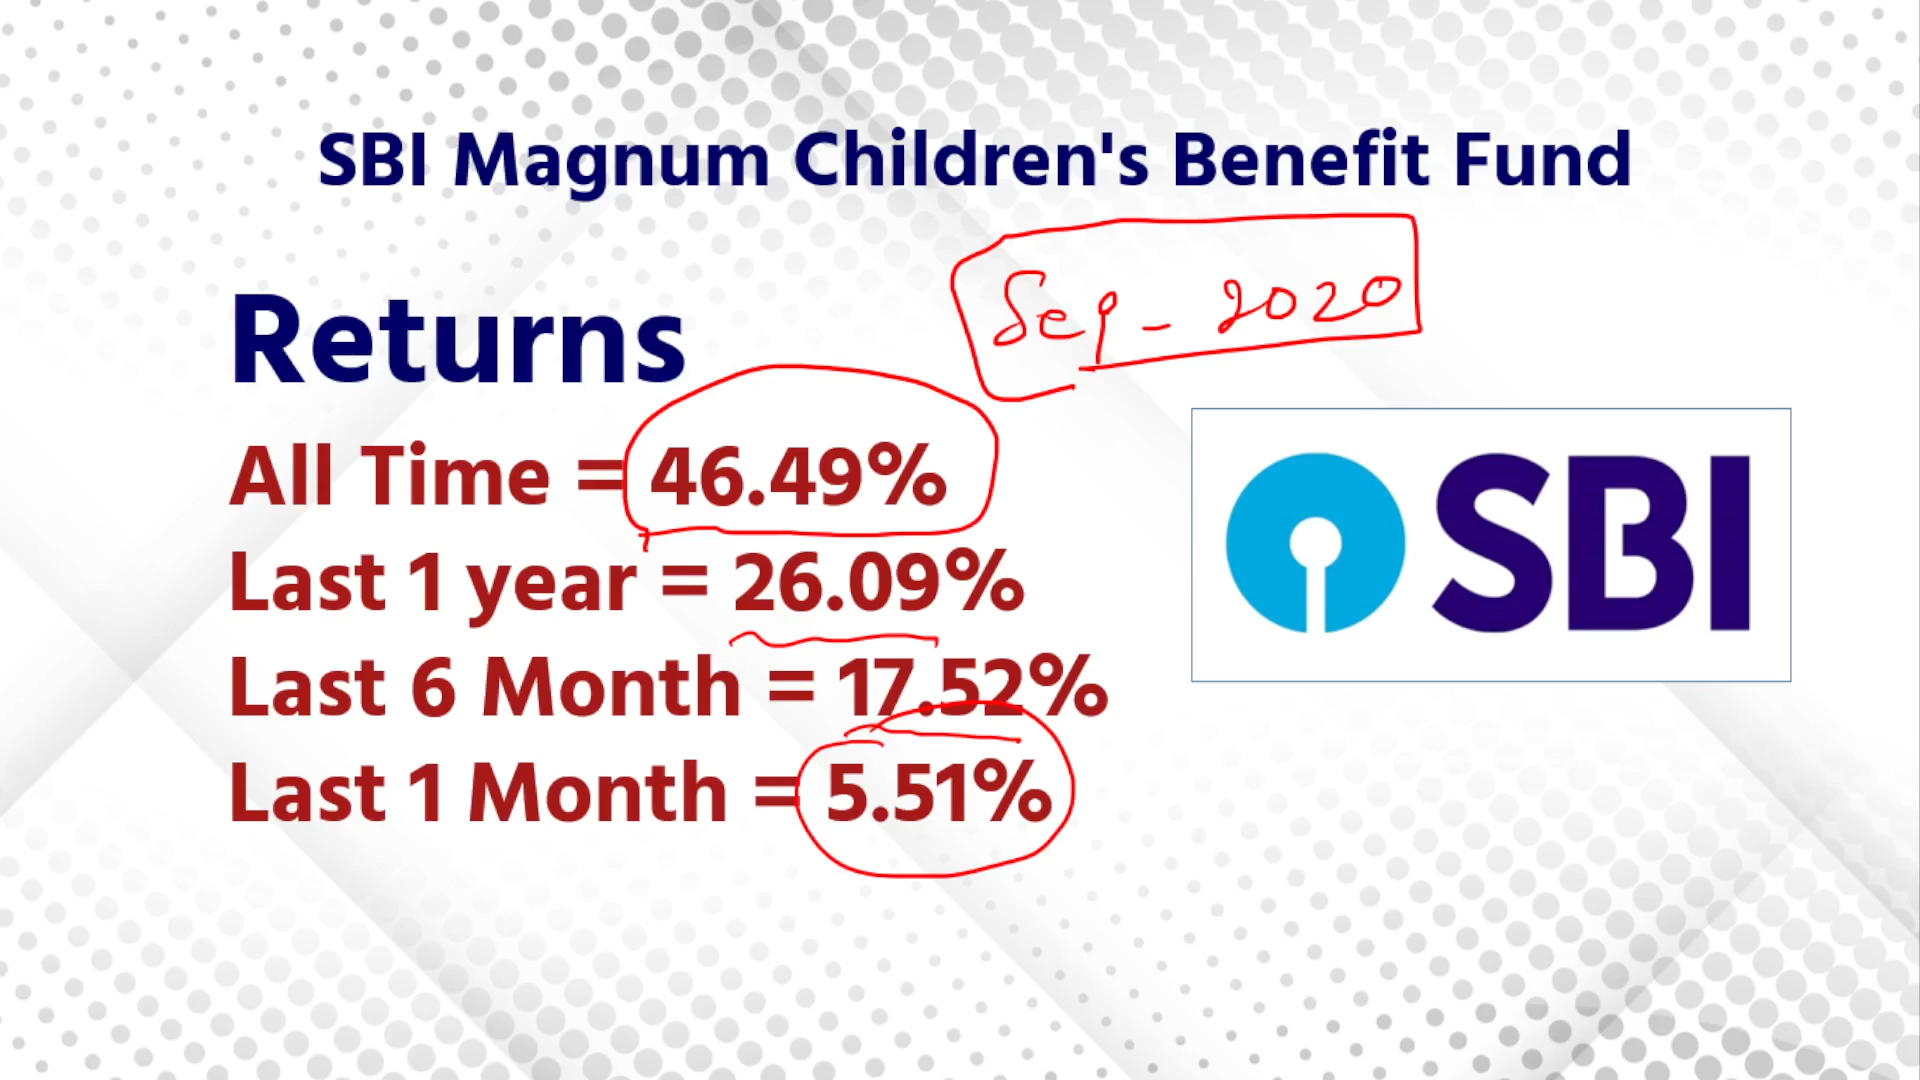 SBI Magnum Children's Benefit Fund
Sep - 2020
Returns
All Time = 46.49%
Last 1 year = 26.09%
Last 6 Month = 17.52%
Last 1 Month = 5.51%
SBI